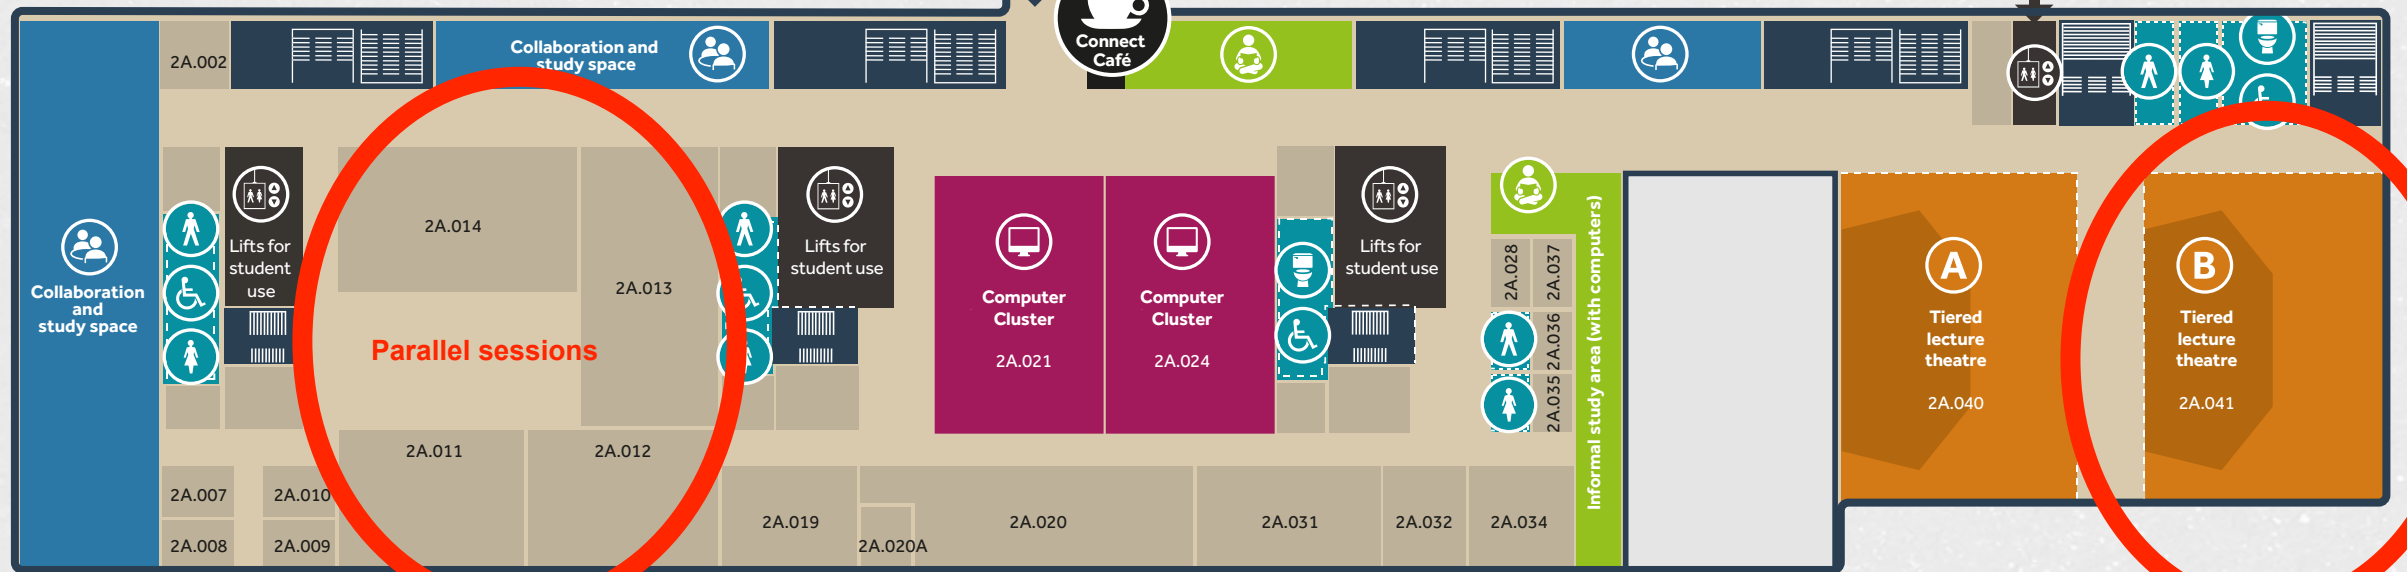 Connect
Café
2A.002
Collaboration and
study space
Collaboration
and
study space
Lifts for
student
use
2A.014
2A.013
Parallel sessions
2A.011
2A.012
2A.007
2A.010
2A.008
2A.009
Lifts for
student use
Computer
Cluster
2A.021
Computer
Cluster
2A.024
Lifts for
student use
2A.019
2A.020A
2A.020
2A.031
2A.032
2A.034
2A.028
2A.037
2A.036
2A.035
Informal study area (with computers)
A
Tiered
lecture
theatre
2A.040
B
Tiered
lecture
theatre
2A.041